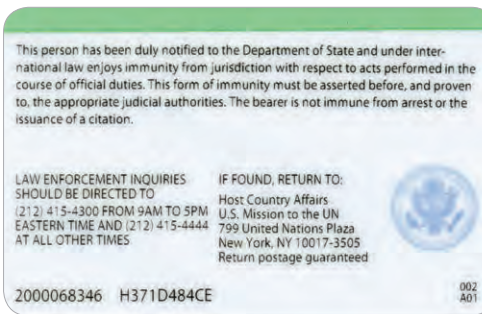 This person has been duly notified to the Department of State and under inter-
national law enjoys immunity from jurisdiction with respect to acts performed in the
course of official duties. This form of immunity must be asserted before, and proven
to, the appropriate judicial authorities. The bearer is not immune from arrest or the
issuance of a citation.
LAW ENFORCEMENT INQUIRIES
SHOULD BE DIRECTED TO
(212) 415-4300 FROM 9AM TO 5PM
EASTERN TIME AND (212) 415-4444
AT ALL OTHER TIMES
IF FOUND, RETURN TO:
Host Country Affairs
U.S. Mission to the UN
799 United Nations Plaza
New York, NY 10017-3505
Return postage guaranteed
2000068346 H371D484CE
002
A01